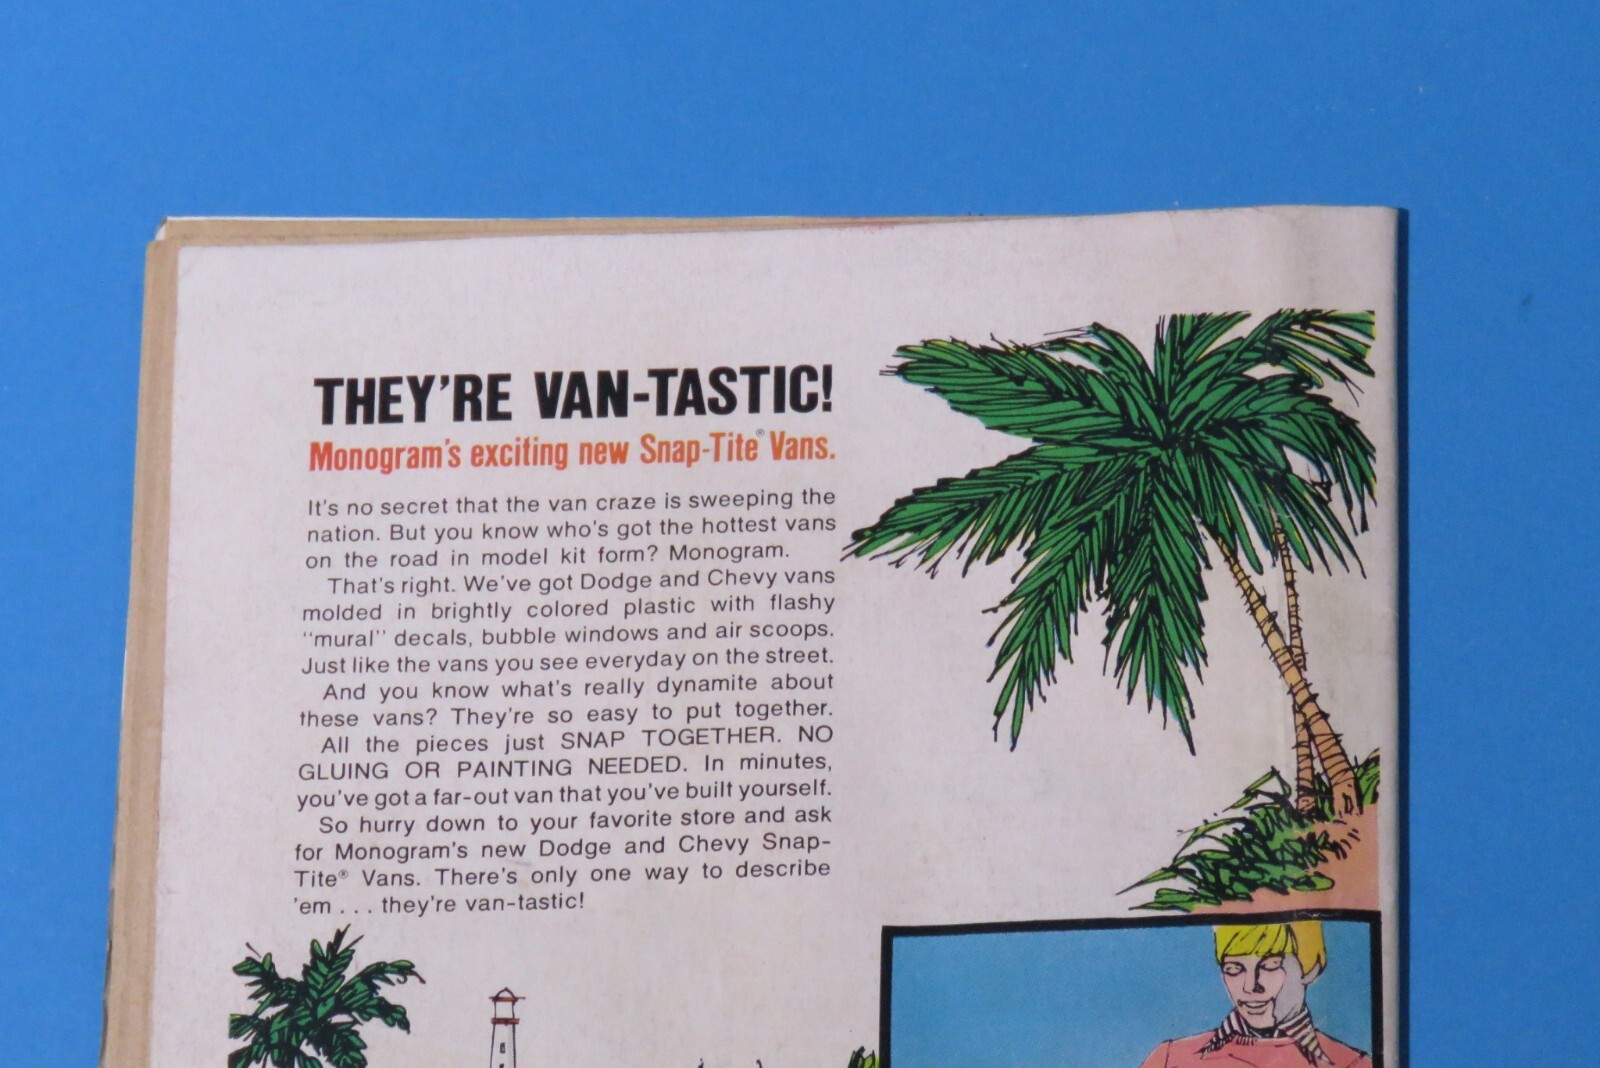 THEY'RE VAN-TASTIC!
Monogram's exciting new Snap-Tite® Vans.
It's no secret that the van craze is sweeping the
nation. But you know who's got the hottest vans
on the road in model kit form? Monogram.
That's right. We've got Dodge and Chevy vans
molded in brightly colored plastic with flashy
"mural" decals, bubble windows and air scoops.
Just like the vans you see everyday on the street.
And you know what's really dynamite about
these vans? They're so easy to put together.
All the pieces just SNAP TOGETHER. NO
GLUING OR PAINTING NEEDED. In minutes,
you've got a far-out van that you've built yourself.
So hurry down to your favorite store and ask
for Monogram's new Dodge and Chevy Snap-
Tite® Vans. There's only one way to describe
'em . . . they're van-tastic!